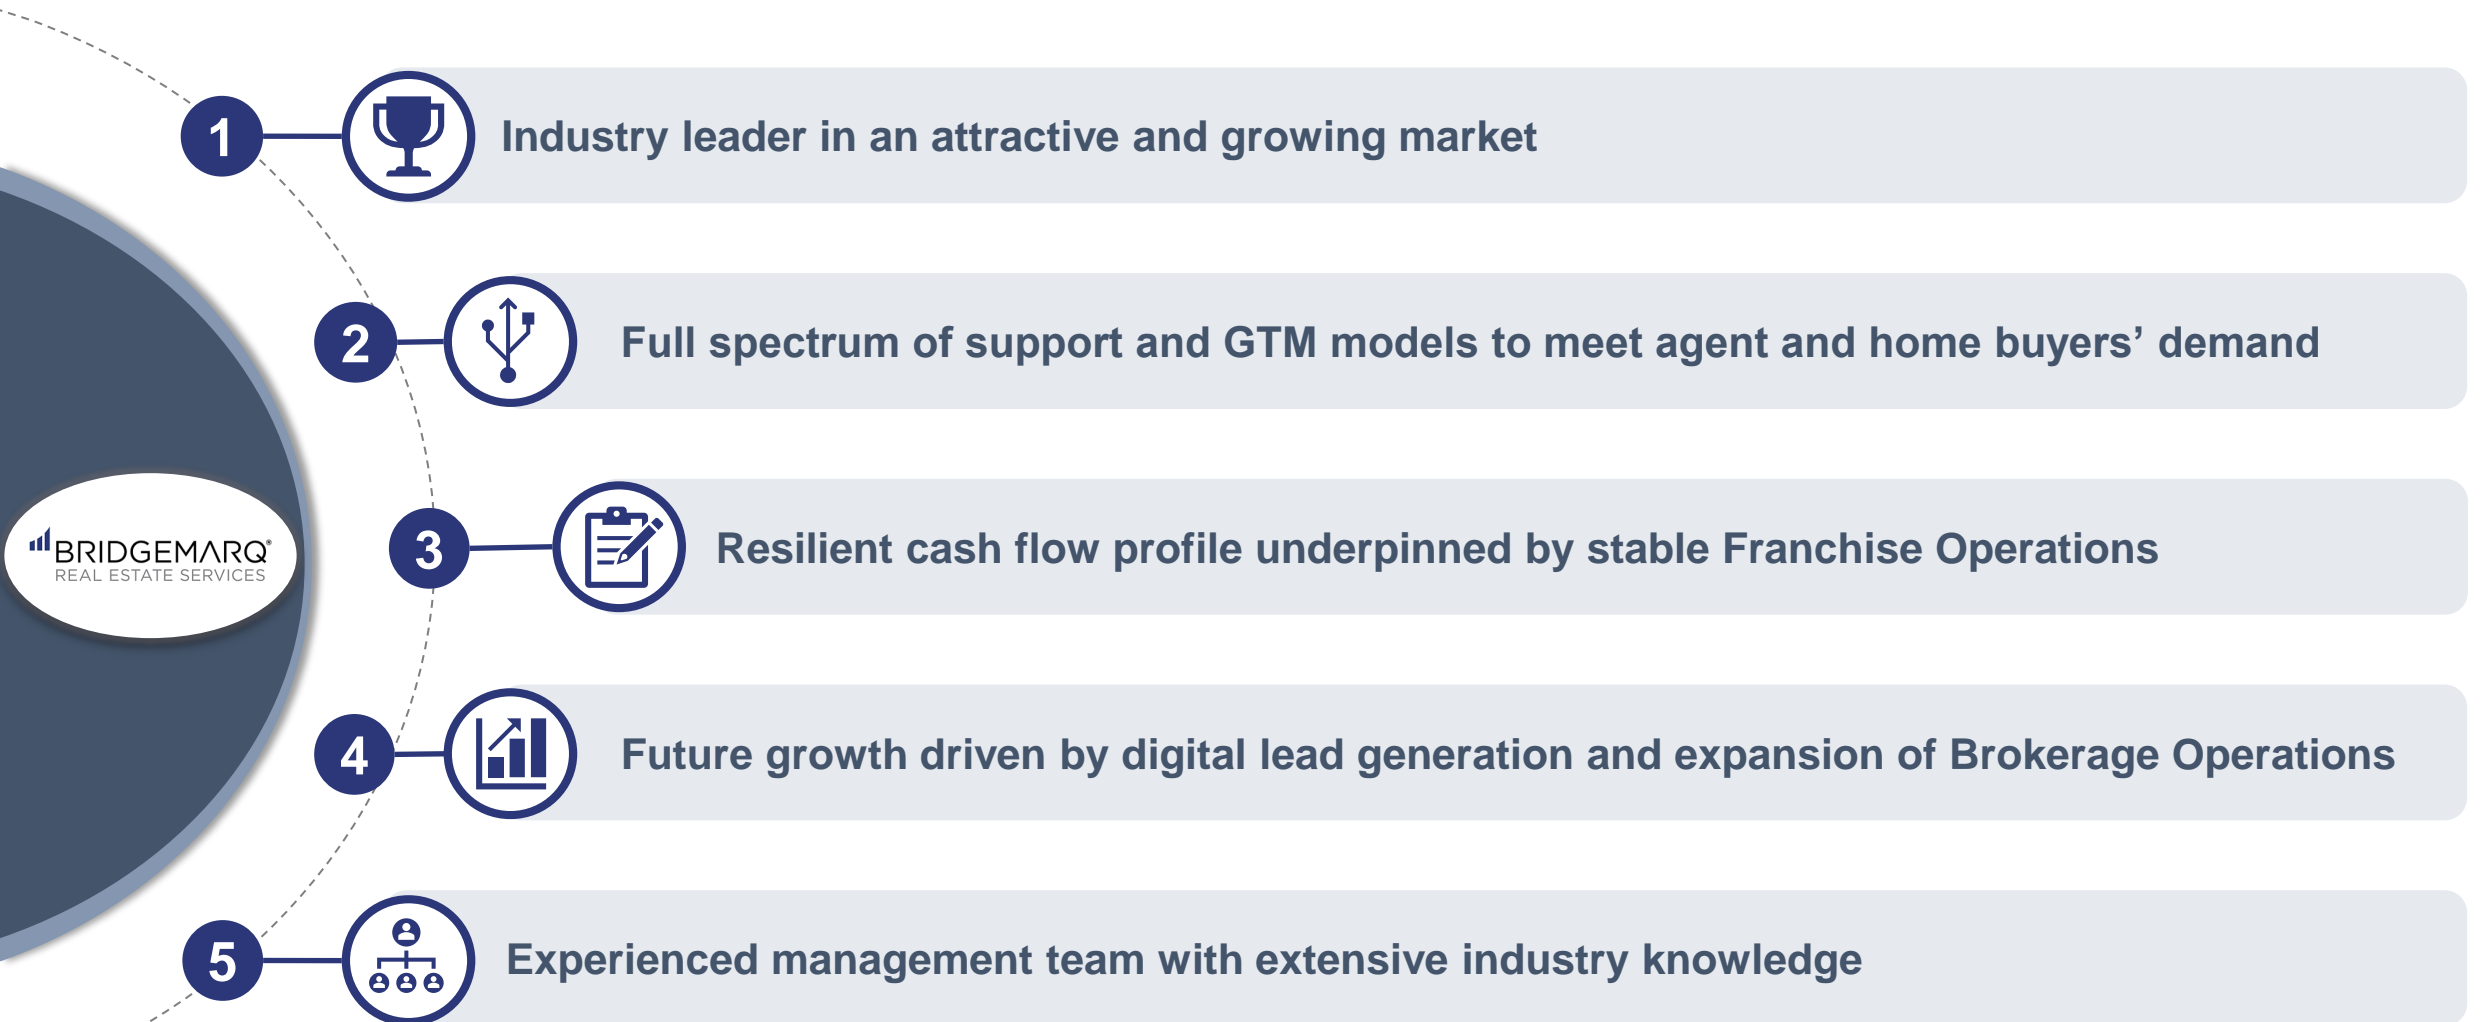 1
Industry leader in an attractive and growing market
2
Full spectrum of support and GTM models to meet agent and home buyers’ demand
BRIDGEMARQ®
REAL ESTATE SERVICES
3
Resilient cash flow profile underpinned by stable Franchise Operations
4
Future growth driven by digital lead generation and expansion of Brokerage Operations
5
Experienced management team with extensive industry knowledge